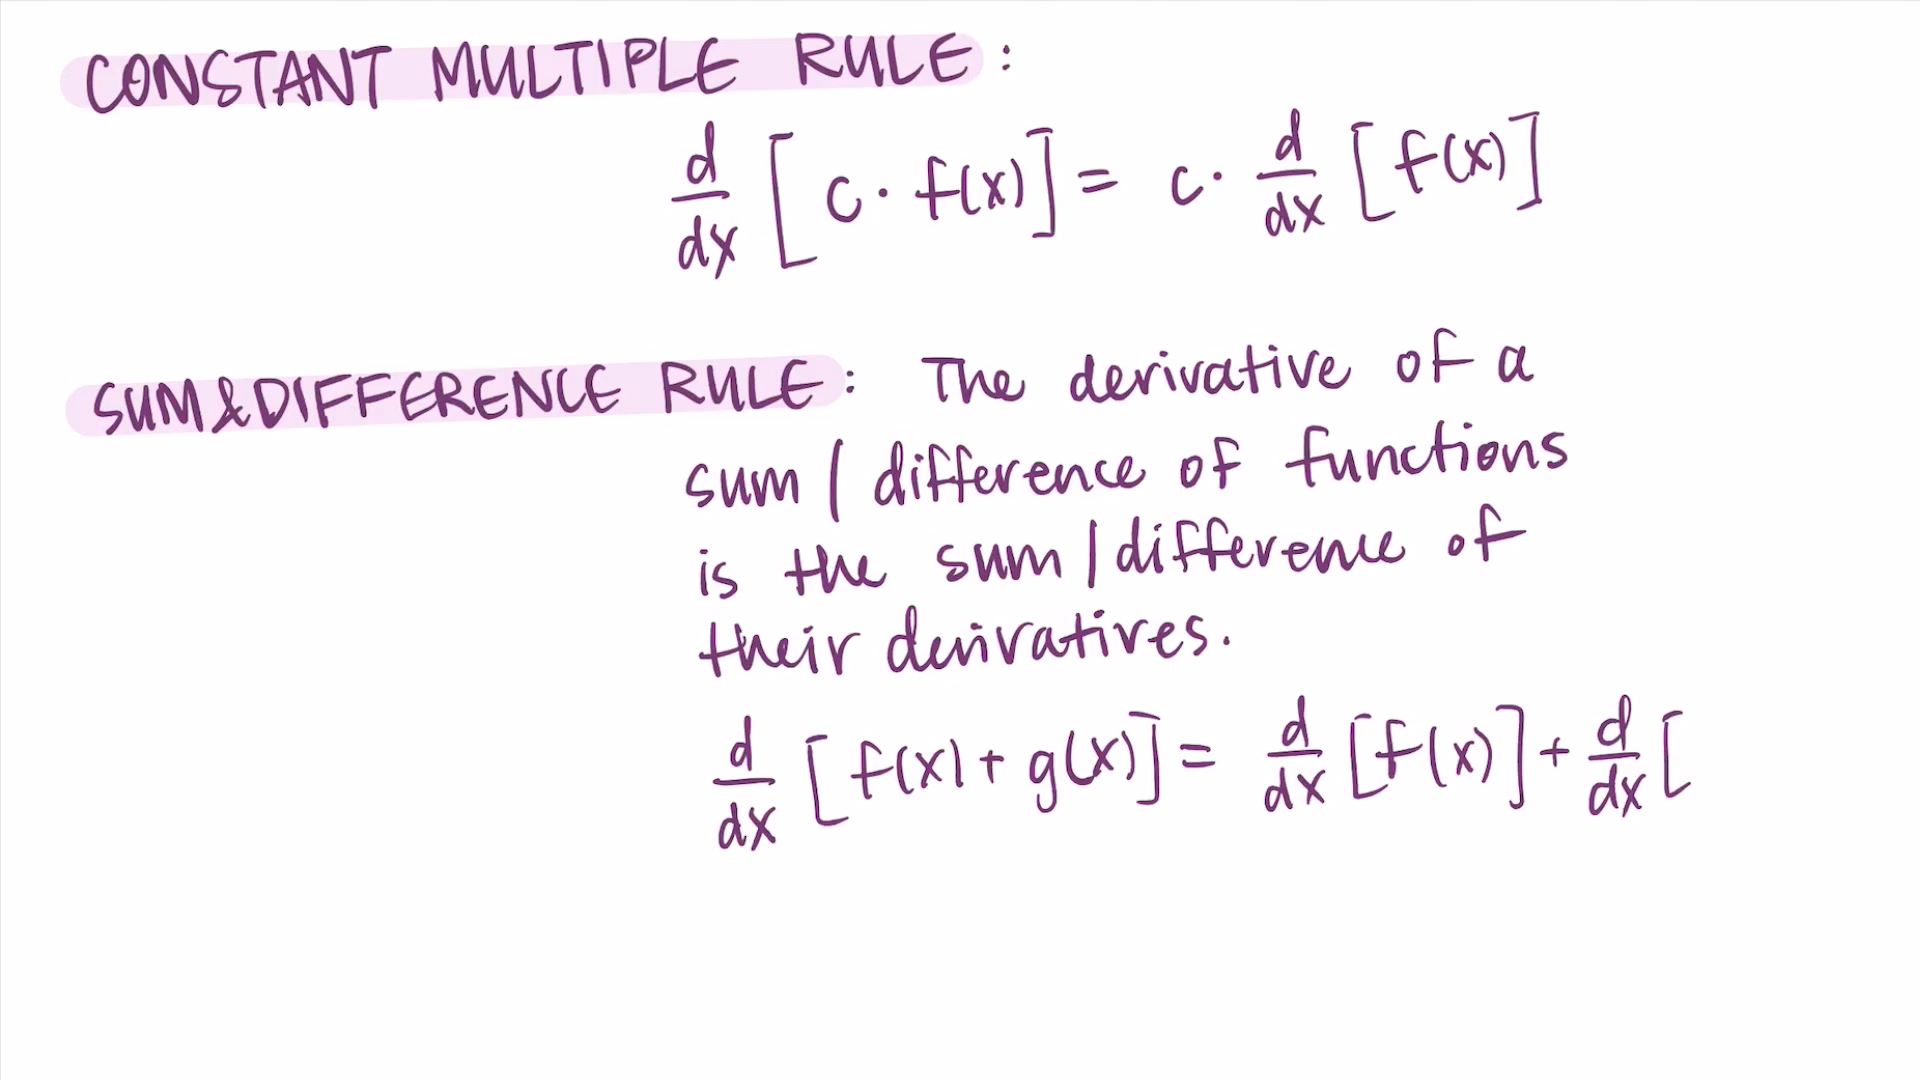 CONSTANT MULTIPLE RULE:
d/dx [c · f(x)] = c · d/dx [f(x)]
SUM & DIFFERENCE RULE: The derivative of a
sum / difference of functions
is the sum / difference of
their derivatives.
d/dx [f(x) + g(x)] = d/dx [f(x)] + d/dx [